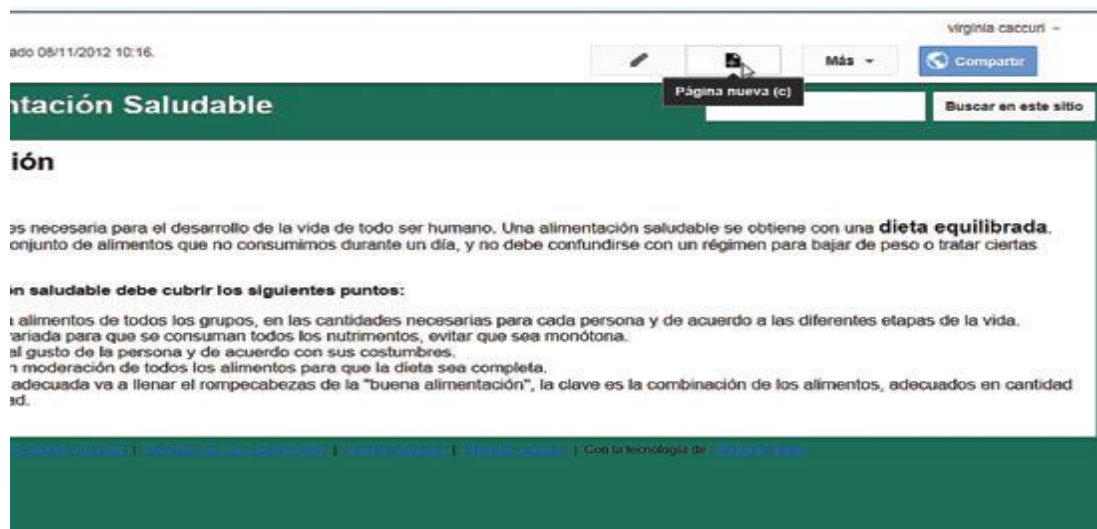 virginia caccuri
ado 08/11/2012 10:16.
Más
Compartir
Página nueva (c)
ntación Saludable
Buscar en este sitio
ión
es necesaria para el desarrollo de la vida de todo ser humano. Una alimentación saludable se obtiene con una dieta equilibrada.
onjunto de alimentos que no consumimos durante un día, y no debe confundirse con un régimen para bajar de peso o tratar ciertas
n saludable debe cubrir los siguientes puntos:
alimentos de todos los grupos, en las cantidades necesarias para cada persona y de acuerdo a las diferentes etapas de la vida.
variada para que se consuman todos los nutrimentos, evitar que sea monótona.
al gusto de la persona y de acuerdo con sus costumbres.
n moderación de todos los alimentos para que la dieta sea completa.
adecuada va a llenar el rompecabezas de la "buena alimentación", la clave es la combinación de los alimentos, adecuados en cantidad
ad.
| Con la tecnología de